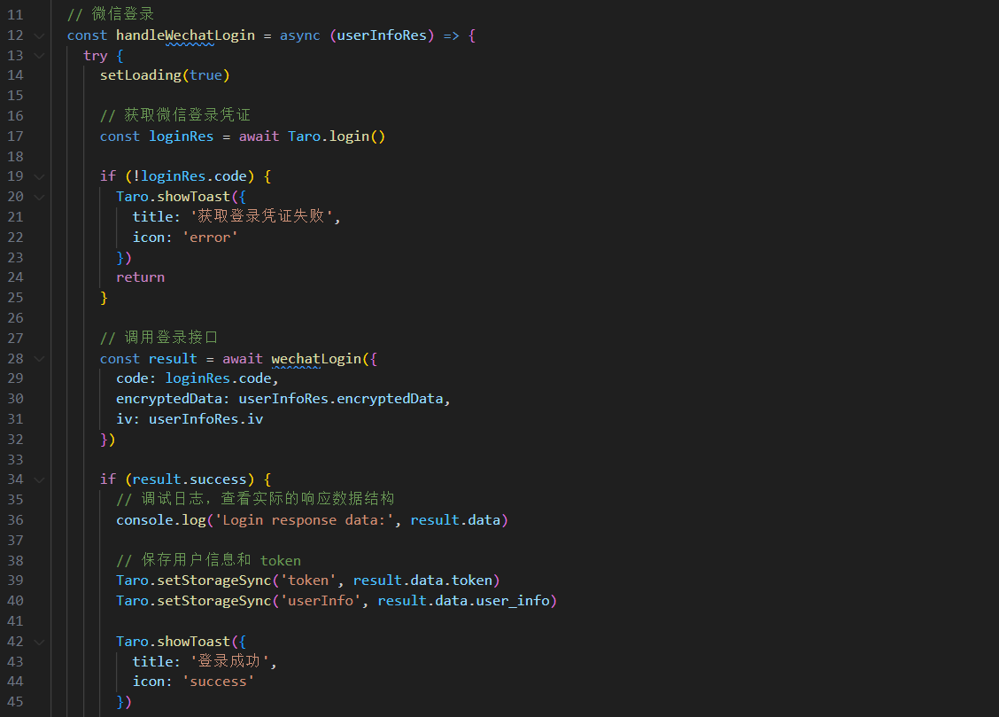 11 // 微信登录
12 const handleWechatLogin = async (userInfoRes) => {
13 try {
14 setLoading(true)
15
16 // 获取微信登录凭证
17 const loginRes = await Taro.login()
18
19 if (!loginRes.code) {
20 Taro.showToast({
21 title: '获取登录凭证失败',
22 icon: 'error'
23 })
24 return
25 }
26
27 // 调用登录接口
28 const result = await wechatLogin({
29 code: loginRes.code,
30 encryptedData: userInfoRes.encryptedData,
31 iv: userInfoRes.iv
32 })
33
34 if (result.success) {
35 // 调试日志，查看实际的响应数据结构
36 console.log('Login response data:', result.data)
37
38 // 保存用户信息和 token
39 Taro.setStorageSync('token', result.data.token)
40 Taro.setStorageSync('userInfo', result.data.user_info)
41
42 Taro.showToast({
43 title: '登录成功',
44 icon: 'success'
45 })